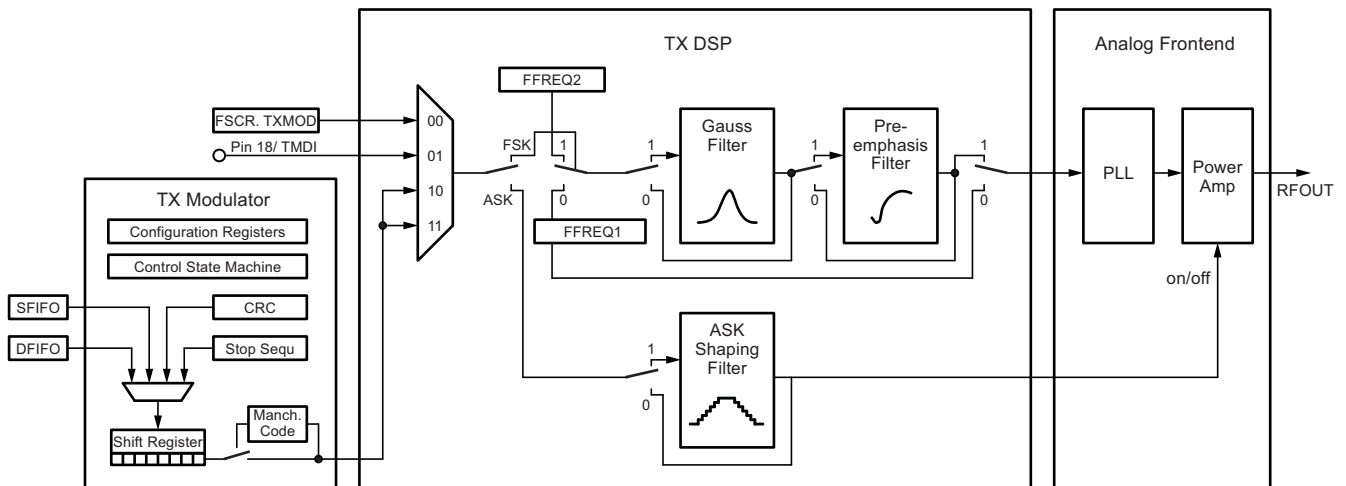 TX DSP
Analog Frontend
FFREQ2
FSCR. TXMOD
Pin 18/ TMDI
00
01
10
11
FSK
ASK
1
0
FFREQ1
1
0
Gauss
Filter
1
0
Pre-
emphasis
Filter
1
0
PLL
Power
Amp
RFOUT
on/off
TX Modulator
Configuration Registers
Control State Machine
SFIFO
CRC
DFIFO
Stop Sequ
Shift Register
Manch.
Code
1
0
ASK
Shaping
Filter